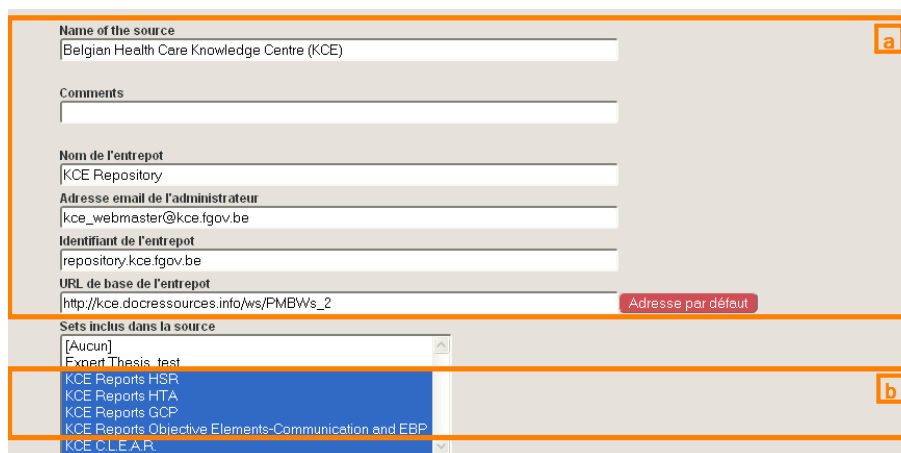 Name of the source
a
Belgian Health Care Knowledge Centre (KCE)
Comments
Nom de l'entrepot
KCE Repository
Adresse email de l'administrateur
kce_webmaster@kce.fgov.be
Identifiant de l'entrepot
repository.kce.fgov.be
URL de base de l'entrepot
http://kce.docressources.info/ws/PMBWs_2 Adresse par défaut
Sets inclus dans la source
[Aucun]
Expert Thesis_test
KCE Reports HSR
b
KCE Reports HTA
KCE Reports GCP
KCE Reports Objective Elements-Communication and EBP
KCE C.L.E.A.R.